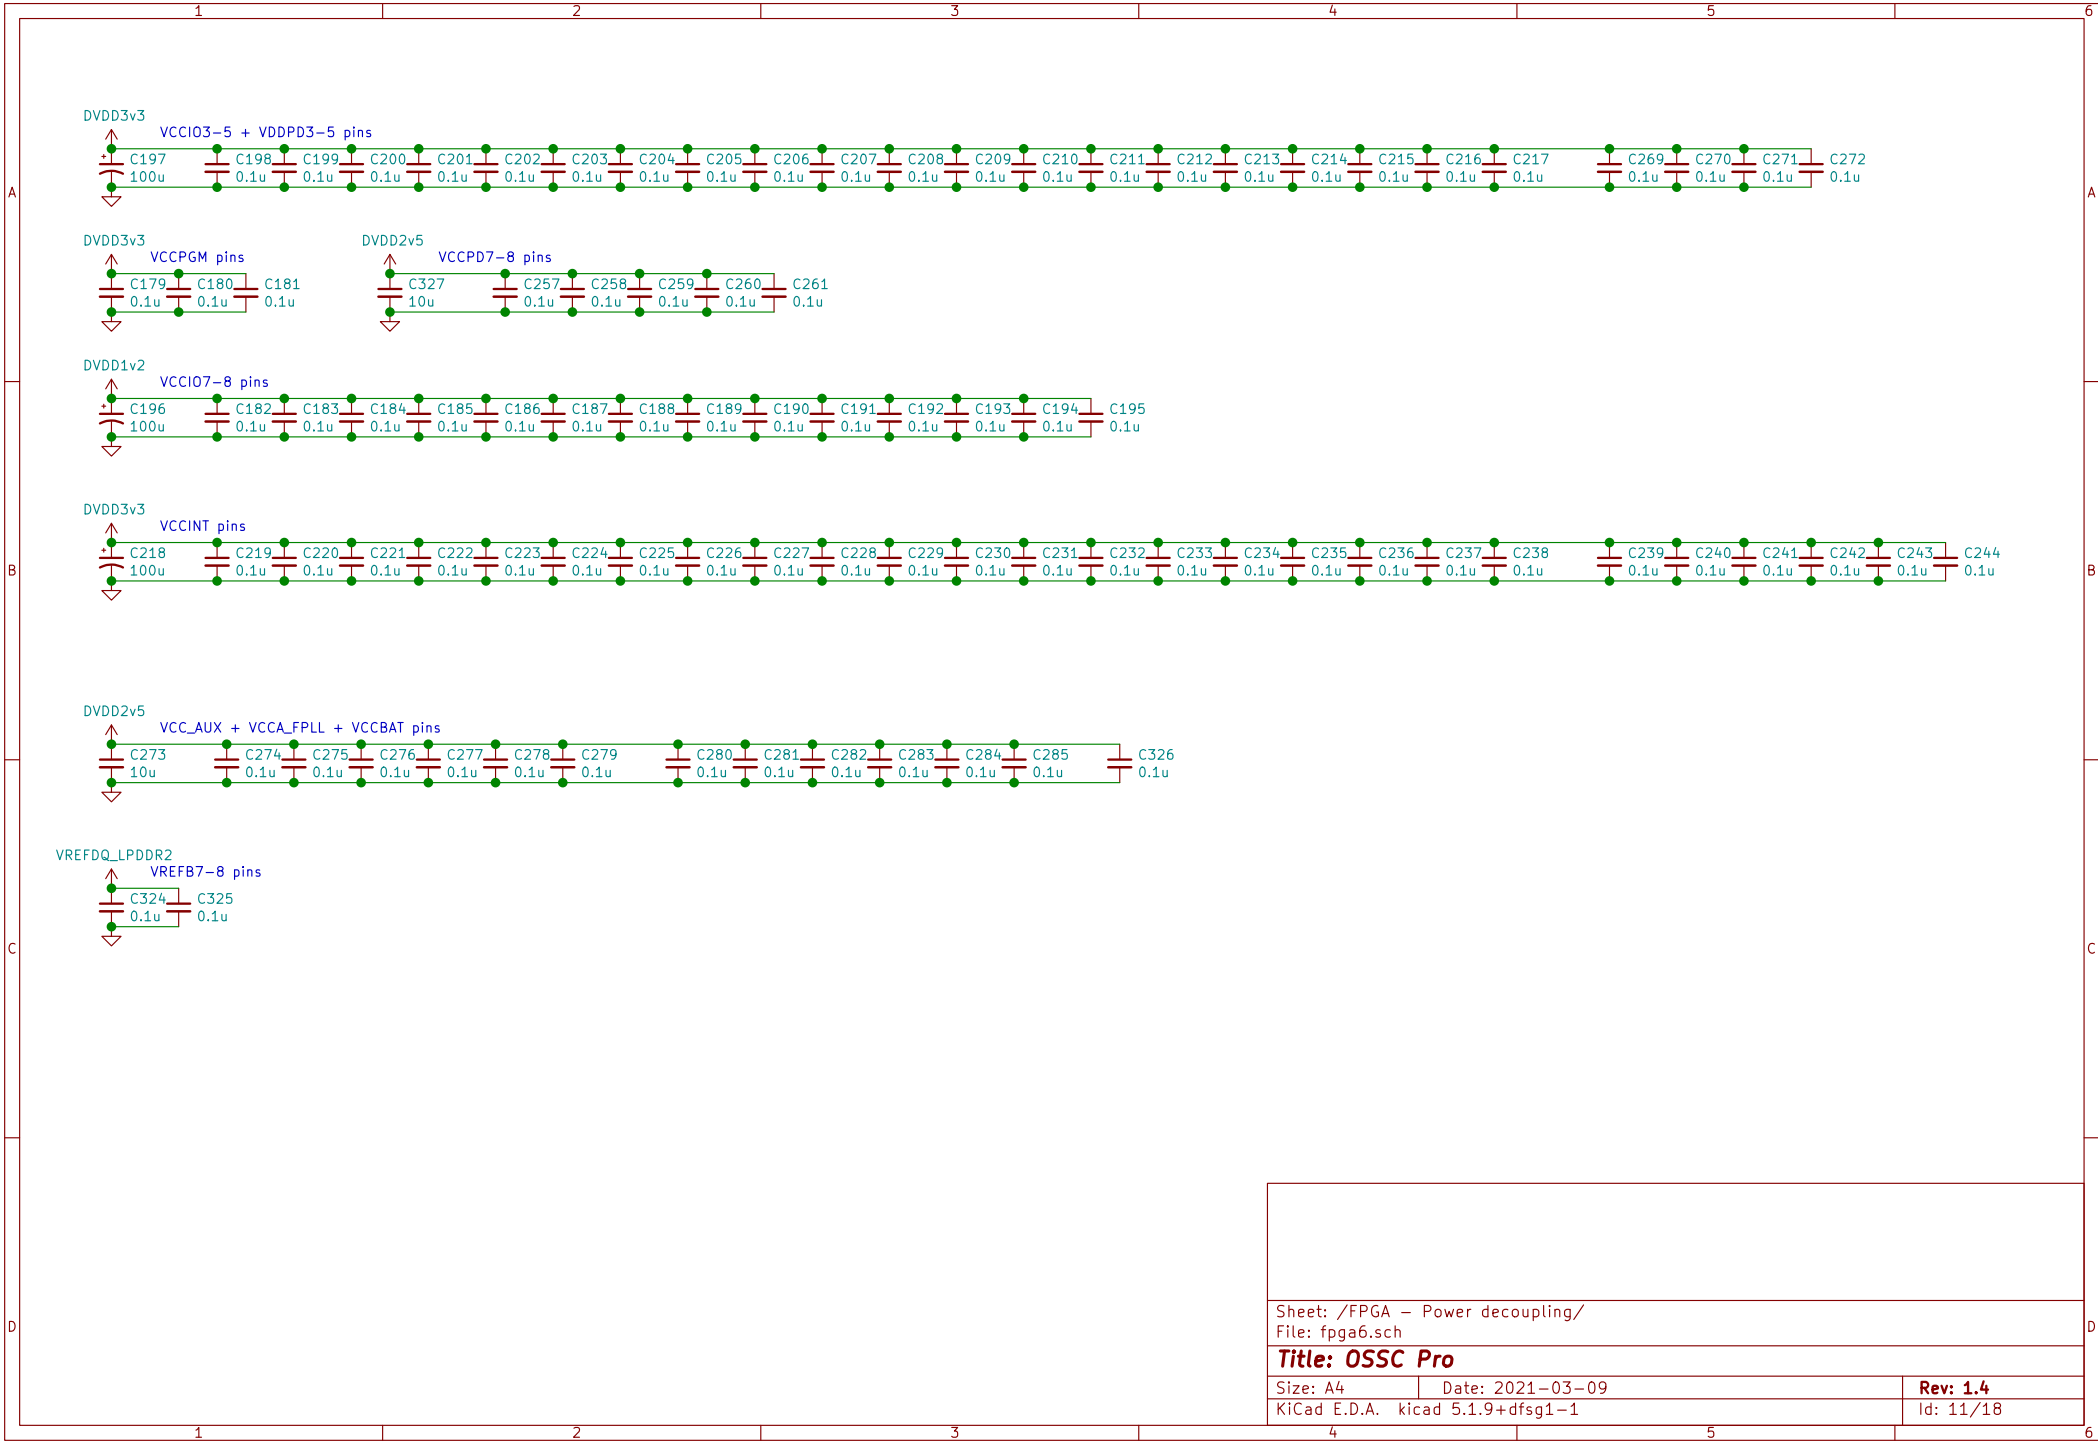 1 2 3 4 5 6
DVDD3v3
VCCIO3-5 + VDDPD3-5 pins
C197 C198 C199 C200 C201 C202 C203 C204 C205 C206 C207 C208 C209 C210 C211 C212 C213 C214 C215 C216 C217 C269 C270 C271 C272
100u 0.1u 0.1u 0.1u 0.1u 0.1u 0.1u 0.1u 0.1u 0.1u 0.1u 0.1u 0.1u 0.1u 0.1u 0.1u 0.1u 0.1u 0.1u 0.1u 0.1u 0.1u 0.1u 0.1u 0.1u
A A
DVDD3v3 DVDD2v5
VCCPGM pins VCCPD7-8 pins
C179 C180 C181 C327 C257 C258 C259 C260 C261
0.1u 0.1u 0.1u 10u 0.1u 0.1u 0.1u 0.1u 0.1u
DVDD1v2
VCCIO7-8 pins
C196 C182 C183 C184 C185 C186 C187 C188 C189 C190 C191 C192 C193 C194 C195
100u 0.1u 0.1u 0.1u 0.1u 0.1u 0.1u 0.1u 0.1u 0.1u 0.1u 0.1u 0.1u 0.1u 0.1u
DVDD3v3
VCCINT pins
C218 C219 C220 C221 C222 C223 C224 C225 C226 C227 C228 C229 C230 C231 C232 C233 C234 C235 C236 C237 C238 C239 C240 C241 C242 C243 C244
100u 0.1u 0.1u 0.1u 0.1u 0.1u 0.1u 0.1u 0.1u 0.1u 0.1u 0.1u 0.1u 0.1u 0.1u 0.1u 0.1u 0.1u 0.1u 0.1u 0.1u 0.1u 0.1u 0.1u 0.1u 0.1u 0.1u
B B
DVDD2v5
VCC_AUX + VCCA_FPLL + VCCBAT pins
C273 C274 C275 C276 C277 C278 C279 C280 C281 C282 C283 C284 C285 C326
10u 0.1u 0.1u 0.1u 0.1u 0.1u 0.1u 0.1u 0.1u 0.1u 0.1u 0.1u 0.1u 0.1u
VREFDQ_LPDDR2
VREFB7-8 pins
C324 C325
0.1u 0.1u
C C
Sheet: /FPGA - Power decoupling/
File: fpga6.sch
D D
Title: OSSC Pro
Size: A4 Date: 2021-03-09 Rev: 1.4
KiCad E.D.A. kicad 5.1.9+dfsg1-1 Id: 11/18
1 2 3 4 5 6